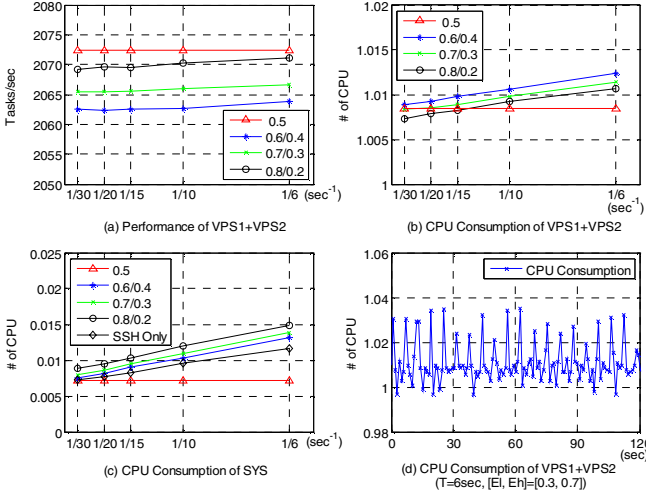 2075
2070
2065
2060
2055
2050
Tasks/sec
0.5
0.6/0.4
0.7/0.3
0.8/0.2
1/30 1/20 1/15 1/10 1/6 (sec⁻¹)
(a) Performance of VPS1+VPS2
1.02
1.015
1.01
1.005
1
# of CPU
0.5
0.6/0.4
0.7/0.3
0.8/0.2
1/30 1/20 1/15 1/10 1/6
(sec⁻¹)
(b) CPU Consumption of VPS1+VPS2
0.025
0.02
0.015
0.01
0.005
0
# of CPU
0.5
0.6/0.4
0.7/0.3
0.8/0.2
SSH Only
1/30 1/20 1/15 1/10 1/6 (sec⁻¹)
(c) CPU Consumption of SYS
1.06
1.04
1.02
1
0.98
# of CPU
CPU Consumption
0 30 60 90 120
(sec)
(d) CPU Consumption of VPS1+VPS2
(T=6sec, [El, Eh]=[0.3, 0.7])